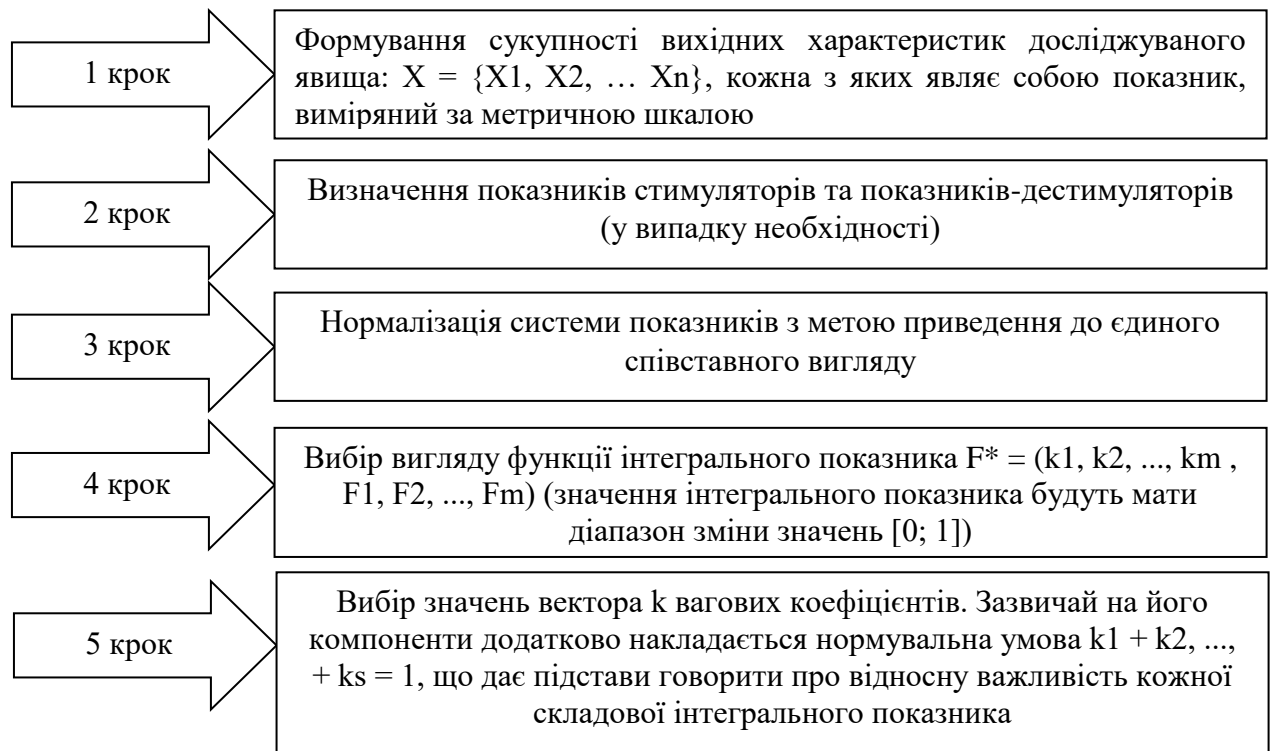 1 крок
Формування сукупності вихідних характеристик досліджуваного
явища: X = {X1, X2, … Xn}, кожна з яких являє собою показник,
виміряний за метричною шкалою
2 крок
Визначення показників стимуляторів та показників-дестимуляторів
(у випадку необхідності)
3 крок
Нормалізація системи показників з метою приведення до єдиного
співставного вигляду
4 крок
Вибір вигляду функції інтегрального показника F* = (k1, k2, ..., km ,
F1, F2, ..., Fm) (значення інтегрального показника будуть мати
діапазон зміни значень [0; 1])
5 крок
Вибір значень вектора k вагових коефіцієнтів. Зазвичай на його
компоненти додатково накладається нормувальна умова k1 + k2, ...,
+ ks = 1, що дає підстави говорити про відносну важливість кожної
складової інтегрального показника